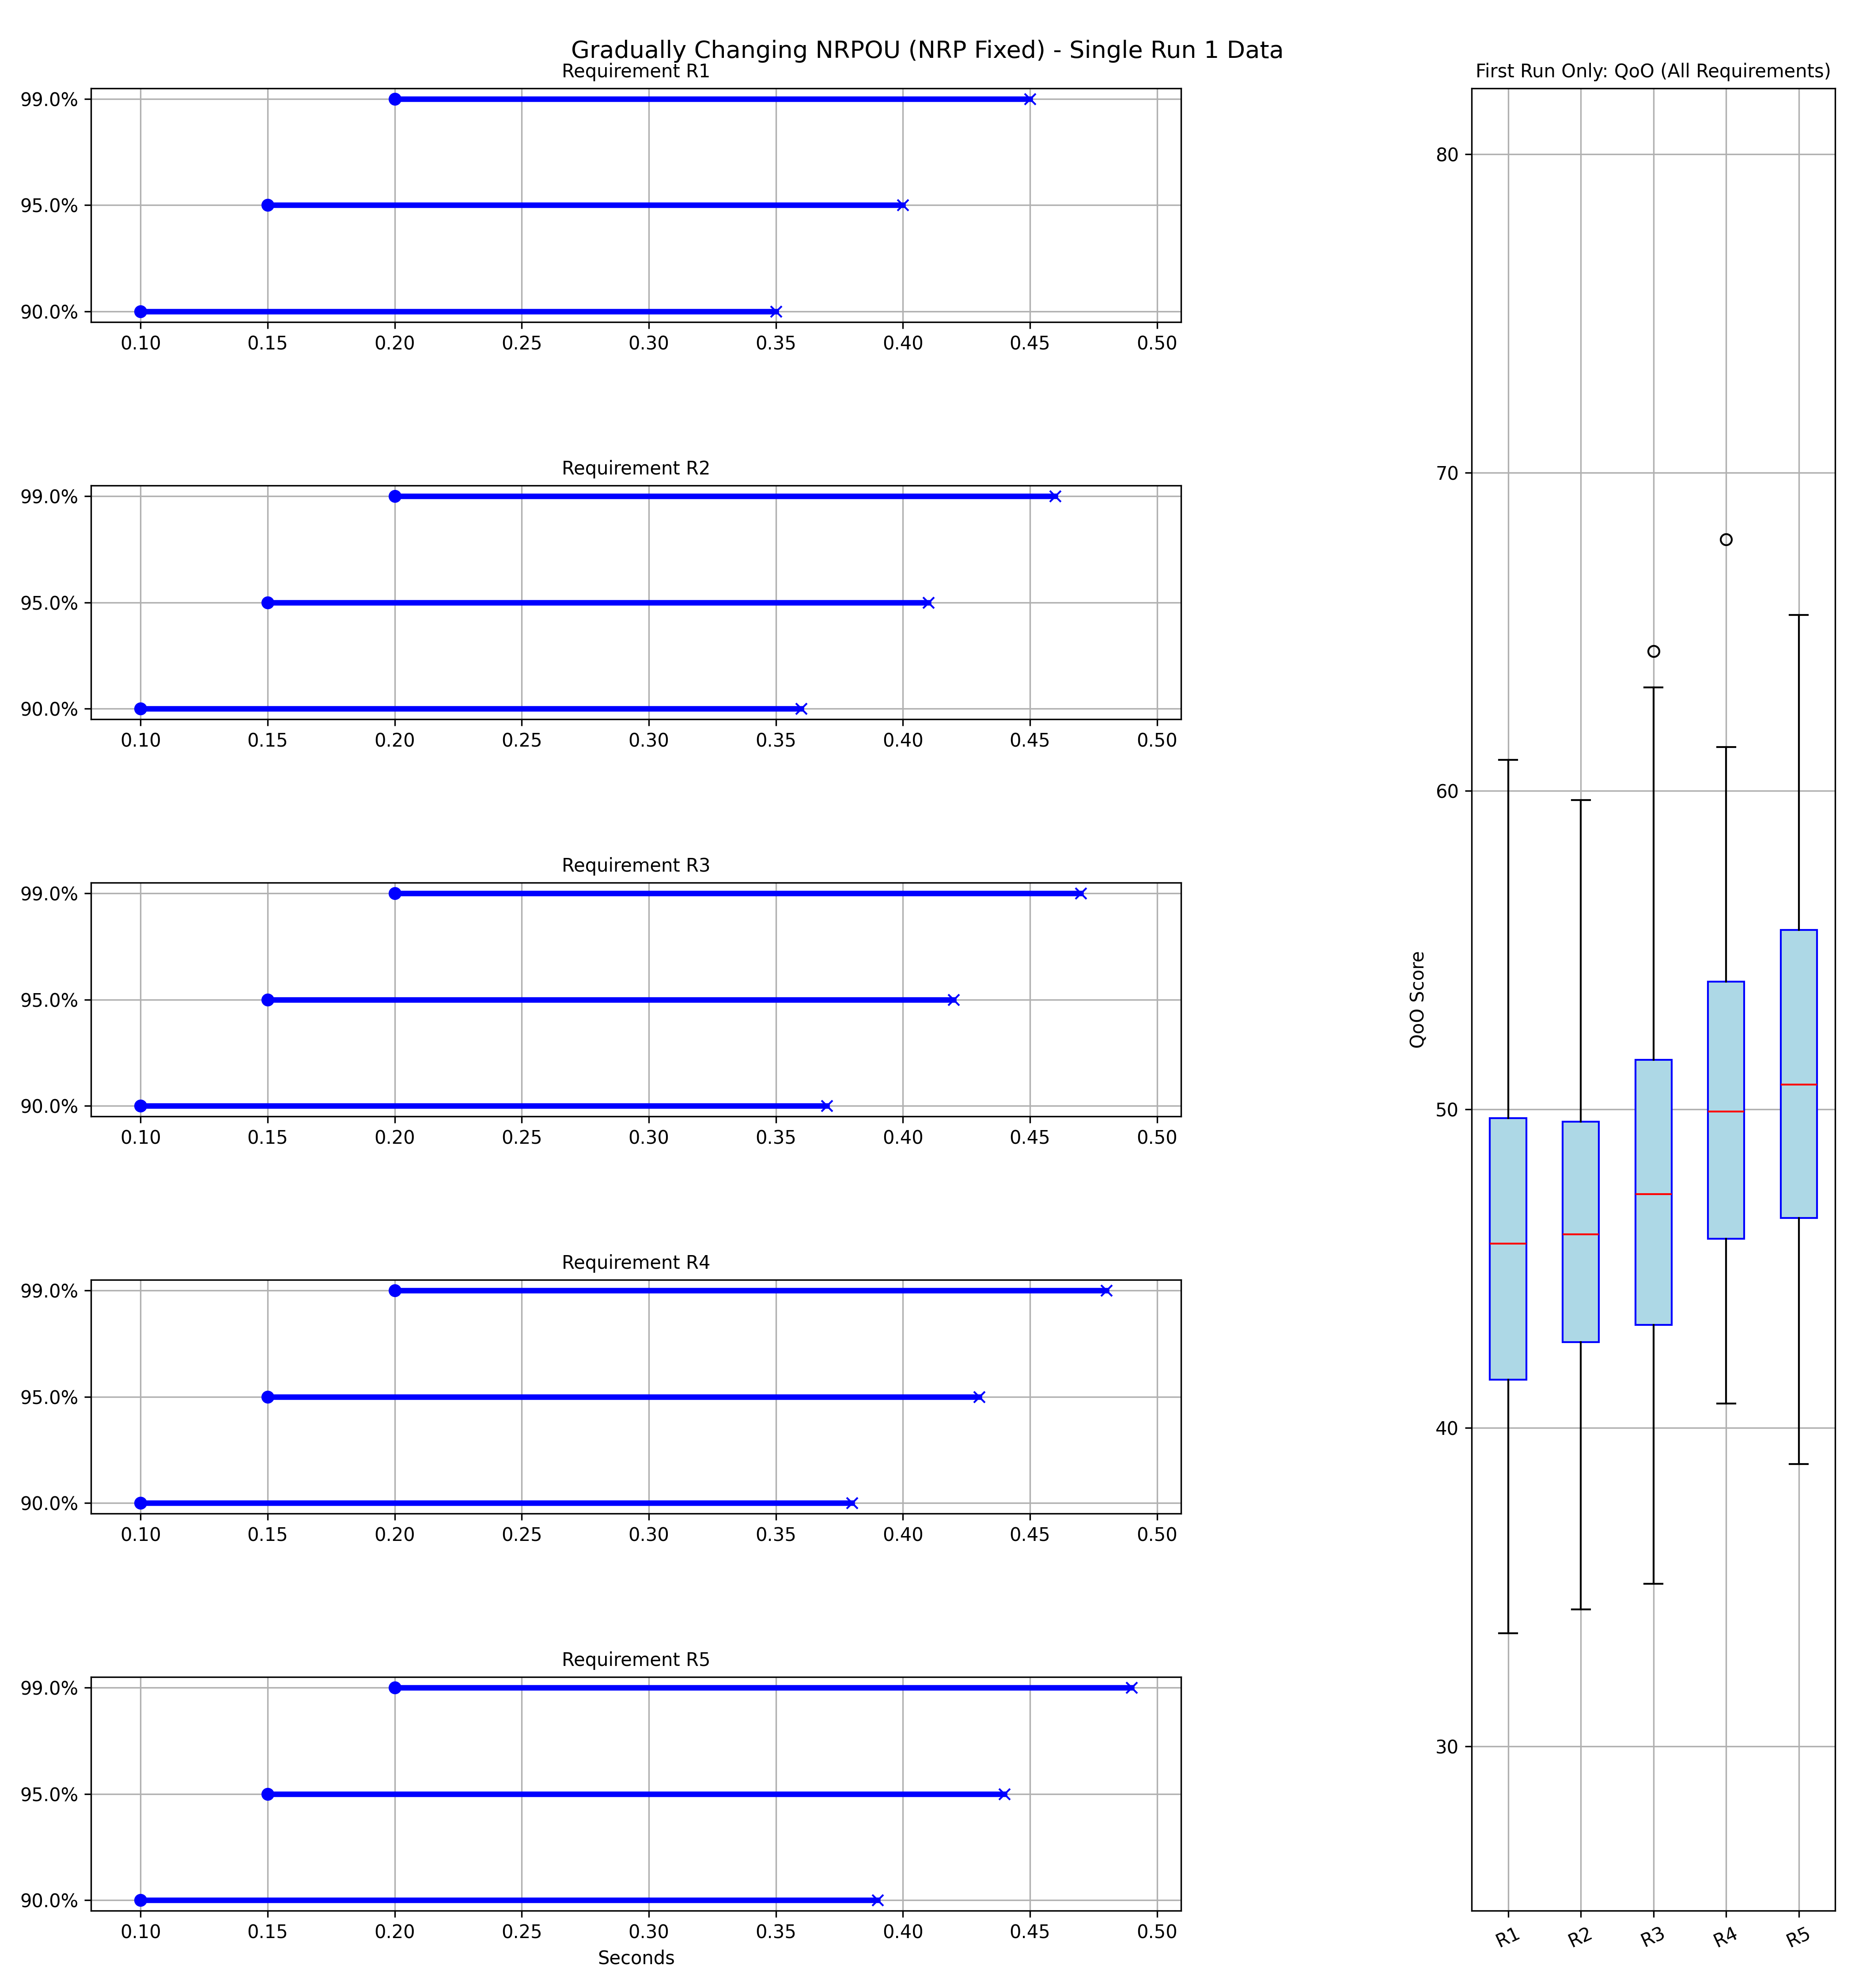 Gradually Changing NRPOU (NRP Fixed) - Single Run 1 Data
Requirement R1
99.0%
95.0%
90.0%
0.10 0.15 0.20 0.25 0.30 0.35 0.40 0.45 0.50
Requirement R2
99.0%
95.0%
90.0%
0.10 0.15 0.20 0.25 0.30 0.35 0.40 0.45 0.50
Requirement R3
99.0%
95.0%
90.0%
0.10 0.15 0.20 0.25 0.30 0.35 0.40 0.45 0.50
Requirement R4
99.0%
95.0%
90.0%
0.10 0.15 0.20 0.25 0.30 0.35 0.40 0.45 0.50
Requirement R5
99.0%
95.0%
90.0%
0.10 0.15 0.20 0.25 0.30 0.35 0.40 0.45 0.50
Seconds
First Run Only: QoO (All Requirements)
QoO Score
80
70
60
50
40
30
R1 R2 R3 R4 R5